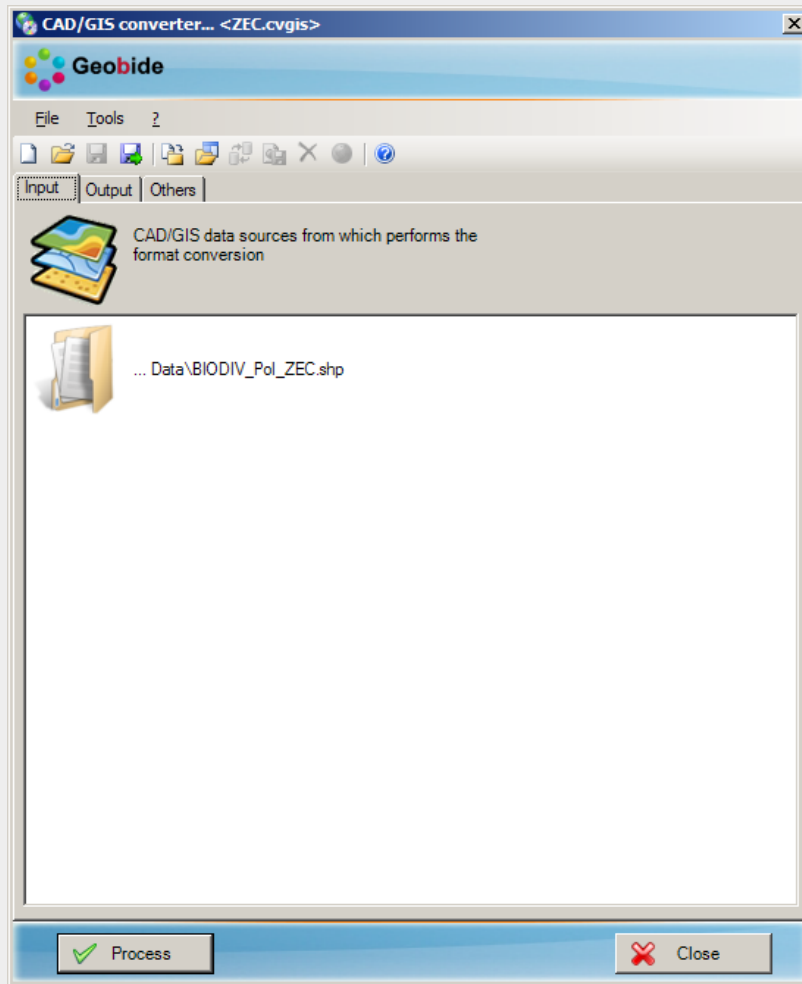 CAD/GIS converter... <ZEC.cvgis>
Geobide
File Tools ?
Input Output Others
CAD/GIS data sources from which performs the
format conversion
... Data\BIODIV_Pol_ZEC.shp
Process Close